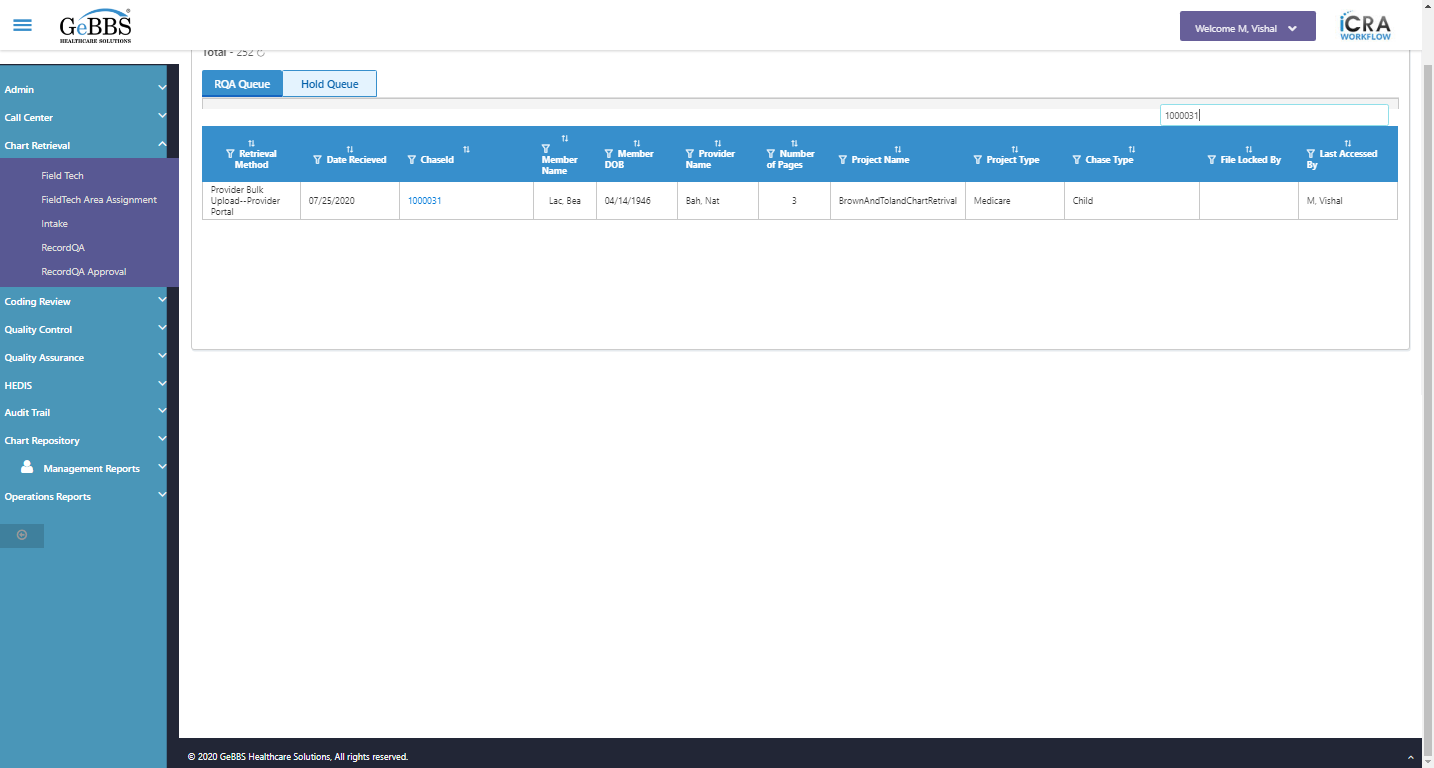 GeBBS
HEALTHCARE SOLUTIONS
Welcome M, Vishal
iCRA
WORKFLOW
Total - 252
RQA Queue
Hold Queue
1000031
Admin
Call Center
Chart Retrieval
Field Tech
FieldTech Area Assignment
Intake
RecordQA
RecordQA Approval
Coding Review
Quality Control
Quality Assurance
HEDIS
Audit Trail
Chart Repository
Management Reports
Operations Reports
Retrieval
Method
Date Recieved
ChaseId
Member
Name
Member
DOB
Provider
Name
Number
of Pages
Project Name
Project Type
Chase Type
File Locked By
Last Accessed
By
Provider Bulk
Upload--Provider
Portal
07/25/2020
1000031
Lac, Bea
04/14/1946
Bah, Nat
3
BrownAndTolandChartRetrival
Medicare
Child
M, Vishal
© 2020 GeBBS Healthcare Solutions, All rights reserved.